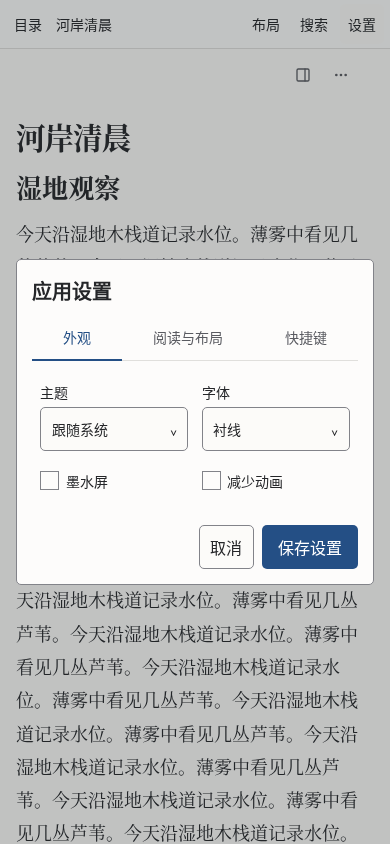 目录 河岸清晨 布局 搜索 设置
河岸清晨
湿地观察
今天沿湿地木栈道记录水位。薄雾中看见几
应用设置
外观 阅读与布局 快捷键
主题 字体
跟随系统 衬线
墨水屏 减少动画
取消 保存设置
天沿湿地木栈道记录水位。薄雾中看见几丛
芦苇。今天沿湿地木栈道记录水位。薄雾中
看见几丛芦苇。今天沿湿地木栈道记录水
位。薄雾中看见几丛芦苇。今天沿湿地木栈
道记录水位。薄雾中看见几丛芦苇。今天沿
湿地木栈道记录水位。薄雾中看见几丛芦
苇。今天沿湿地木栈道记录水位。薄雾中看
见几丛芦苇。今天沿湿地木栈道记录水位。